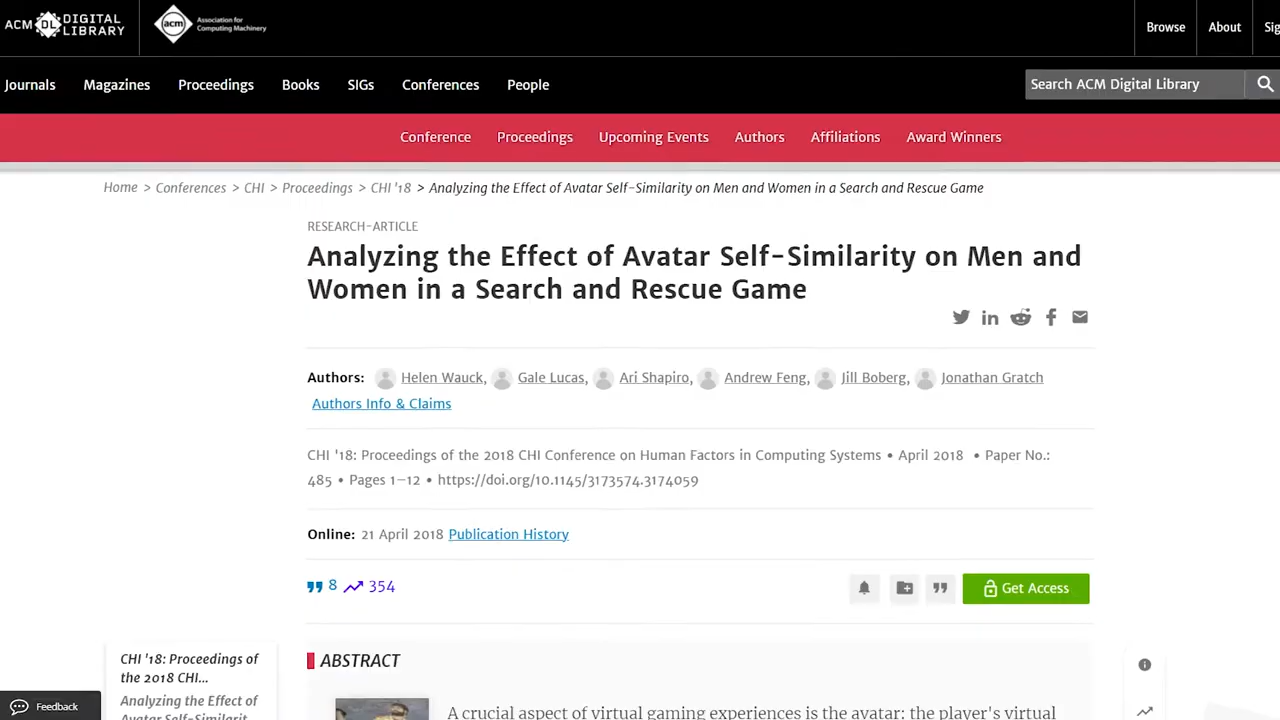 ACM DL DIGITAL LIBRARY
acm Association for Computing Machinery
Browse About Sig
Journals Magazines Proceedings Books SIGs Conferences People
Search ACM Digital Library
Conference Proceedings Upcoming Events Authors Affiliations Award Winners
Home > Conferences > CHI > Proceedings > CHI '18 > Analyzing the Effect of Avatar Self-Similarity on Men and Women in a Search and Rescue Game
RESEARCH-ARTICLE
Analyzing the Effect of Avatar Self-Similarity on Men and
Women in a Search and Rescue Game
Authors: Helen Wauck, Gale Lucas, Ari Shapiro, Andrew Feng, Jill Boberg, Jonathan Gratch
Authors Info & Claims
CHI '18: Proceedings of the 2018 CHI Conference on Human Factors in Computing Systems • April 2018 • Paper No.:
485 • Pages 1–12 • https://doi.org/10.1145/3173574.3174059
Online: 21 April 2018 Publication History
8 354
Get Access
CHI '18: Proceedings of
the 2018 CHI...
Analyzing the Effect of
Avatar Self-Similarit
ABSTRACT
A crucial aspect of virtual gaming experiences is the avatar: the player's virtual
Feedback